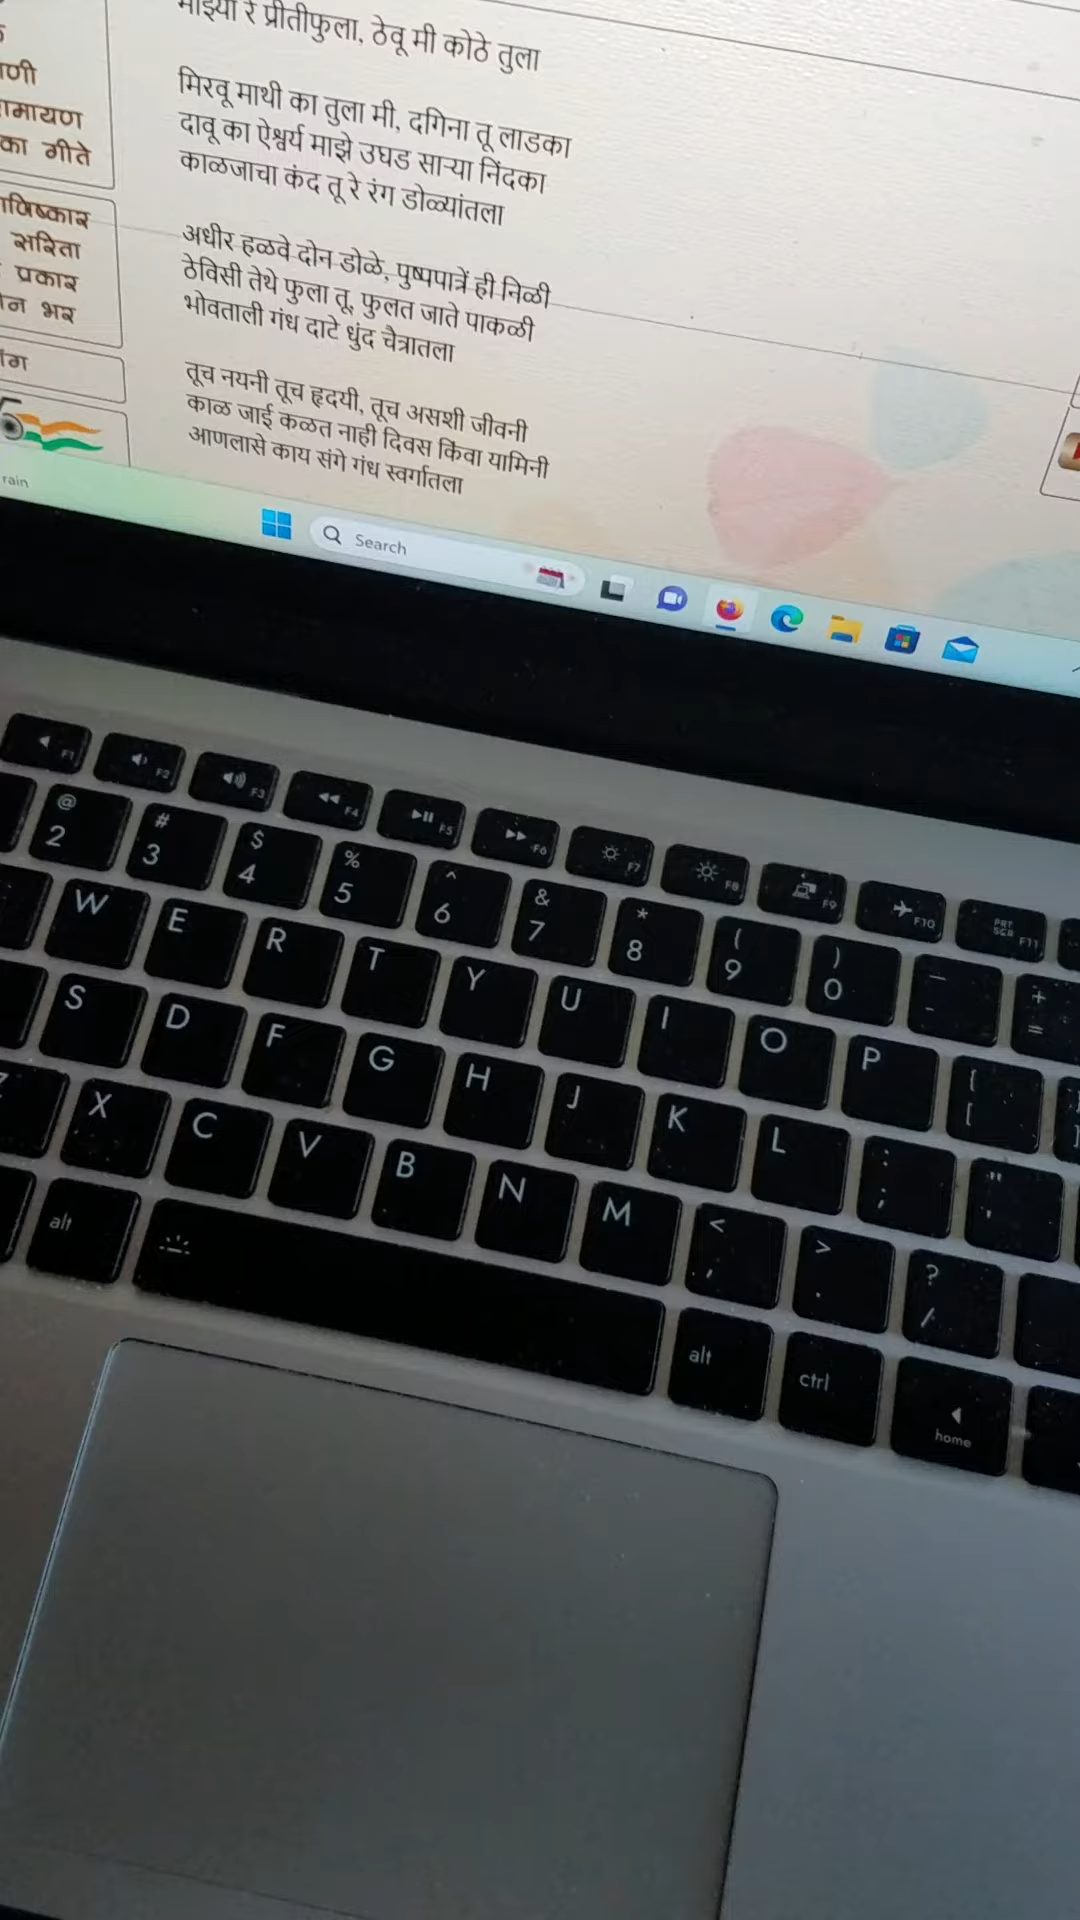 माझ्या रे प्रीतीफुला, ठेवू मी कोठे तुला
मिरवू माथी का तुला मी, दगिना तू लाडका
दावू का ऐश्वर्य माझे उघड साऱ्या निंदका
काळजाचा कंद तू रे रंग डोळ्यांतला
अधीर हळवे दोन डोळे, पुष्पपात्रें ही निळी
ठेविसी तेथे फुला तू, फुलत जाते पाकळी
भोवताली गंध दाटे धुंद चैत्रातला
तूच नयनी तूच हृदयी, तूच असशी जीवनी
काळ जाई कळत नाही दिवस किंवा यामिनी
आणलासे काय संगे गंध स्वर्गातला
का गीते
सरिता
प्रकार
भर
rain
Search
F1 F2 F3 F4 F5 F6 F7 F8 F9 F10 PRT SCR F11
@ # $ % ^ & * ( ) _ +
2 3 4 5 6 7 8 9 0 - =
W E R T Y U I O P { [
S D F G H J K L : ; " '
X C V B N M < , > . ? /
alt alt ctrl home